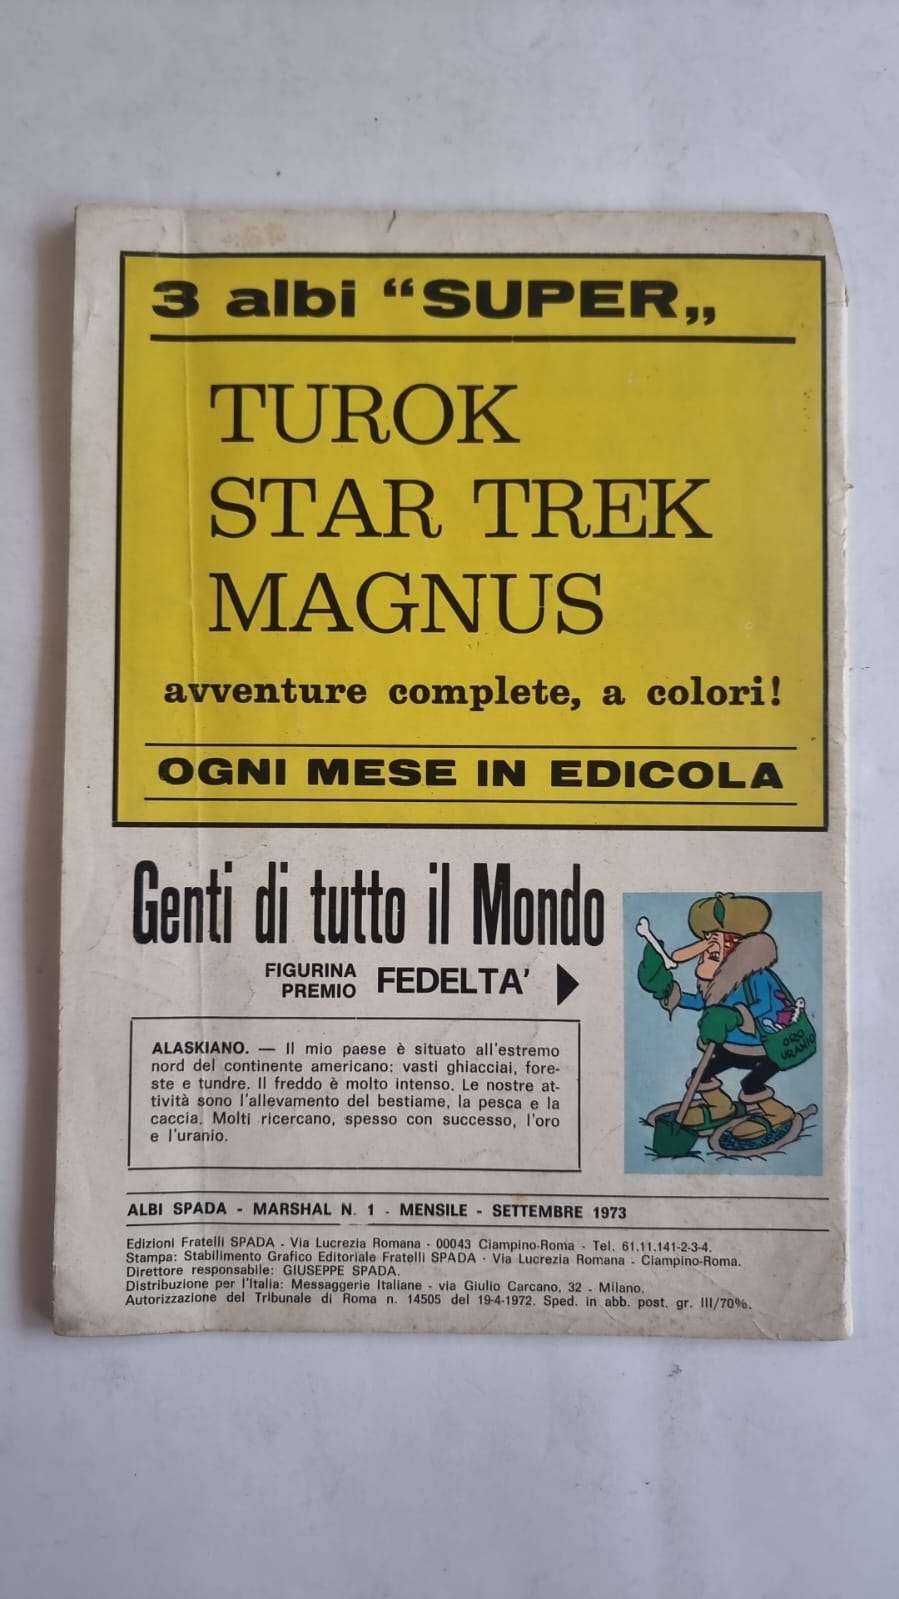 3 albi “SUPER„
TUROK
STAR TREK
MAGNUS
avventure complete, a colori!
OGNI MESE IN EDICOLA
Genti di tutto il Mondo
FIGURINA
PREMIO FEDELTA’
ORO
URANIO
ALASKIANO. — Il mio paese è situato all’estremo
nord del continente americano: vasti ghiacciai, fore-
ste e tundre. Il freddo è molto intenso. Le nostre at-
tività sono l’allevamento del bestiame, la pesca e la
caccia. Molti ricercano, spesso con successo, l’oro
e l’uranio.
ALBI SPADA - MARSHAL N. 1 - MENSILE - SETTEMBRE 1973
Edizioni Fratelli SPADA - Via Lucrezia Romana - 00043 Ciampino-Roma - Tel. 61.11.141-2-3-4.
Stampa: Stabilimento Grafico Editoriale Fratelli SPADA - Via Lucrezia Romana - Ciampino-Roma.
Direttore responsabile: GIUSEPPE SPADA.
Distribuzione per l’Italia: Messaggerie Italiane - via Giulio Carcano, 32 - Milano.
Autorizzazione del Tribunale di Roma n. 14505 del 19-4-1972. Sped. in abb. post. gr. III/70%.